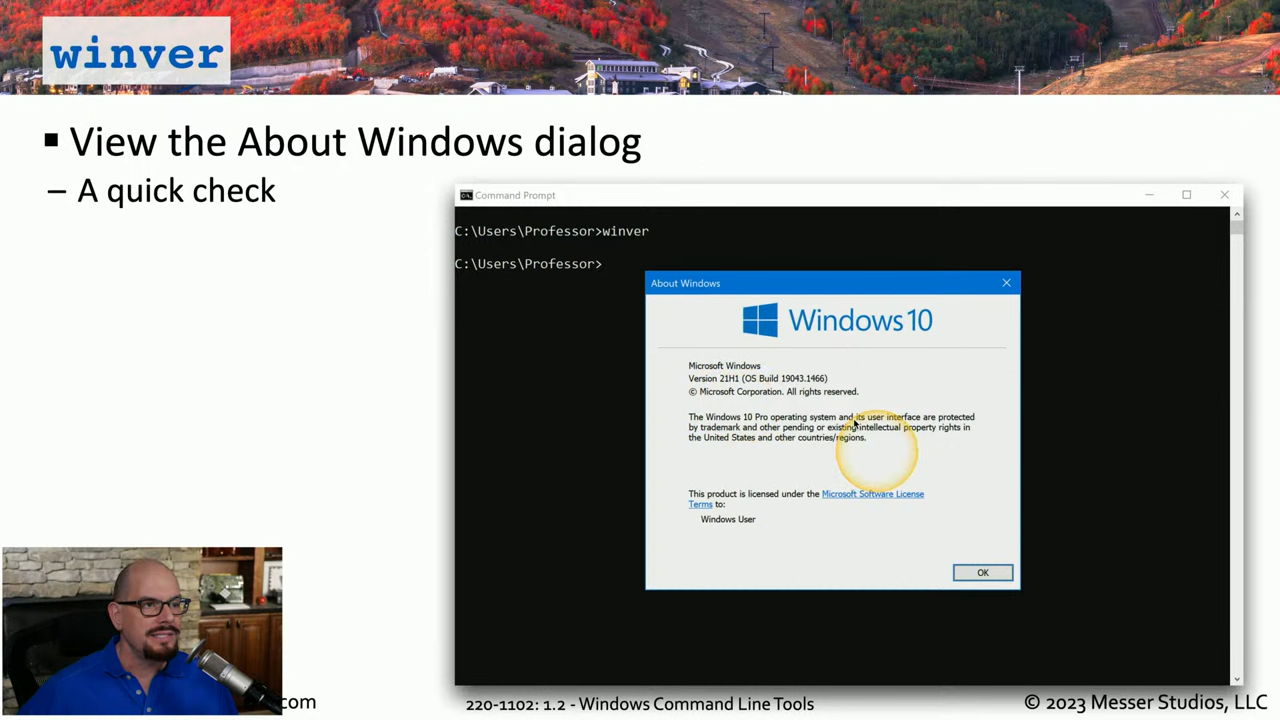 winver
▪ View the About Windows dialog
– A quick check
Command Prompt
C:\Users\Professor>winver
C:\Users\Professor>
About Windows
Windows 10
Microsoft Windows
Version 21H1 (OS Build 19043.1466)
© Microsoft Corporation. All rights reserved.
The Windows 10 Pro operating system and its user interface are protected
by trademark and other pending or existing intellectual property rights in
the United States and other countries/regions.
This product is licensed under the Microsoft Software License
Terms to:
Windows User
OK
.com
220-1102: 1.2 - Windows Command Line Tools
© 2023 Messer Studios, LLC